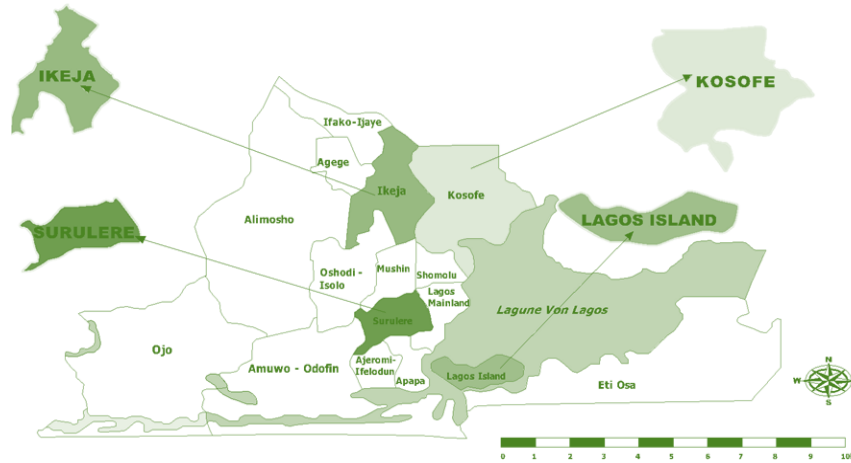 IKEJA
KOSOFE
Ifako-Ijaye
Agege
Ikeja
Kosofe
Alimosho
SURULERE
LAGOS ISLAND
Oshodi -
Isolo
Mushin
Shomolu
Lagos
Mainland
Lagune Von Lagos
Surulere
Ojo
Amuwo - Odofin
Ajeromi-
Ifelodun
Apapa
Lagos Island
Eti Osa
N
W
E
S
0 1 2 3 4 5 6 7 8 9